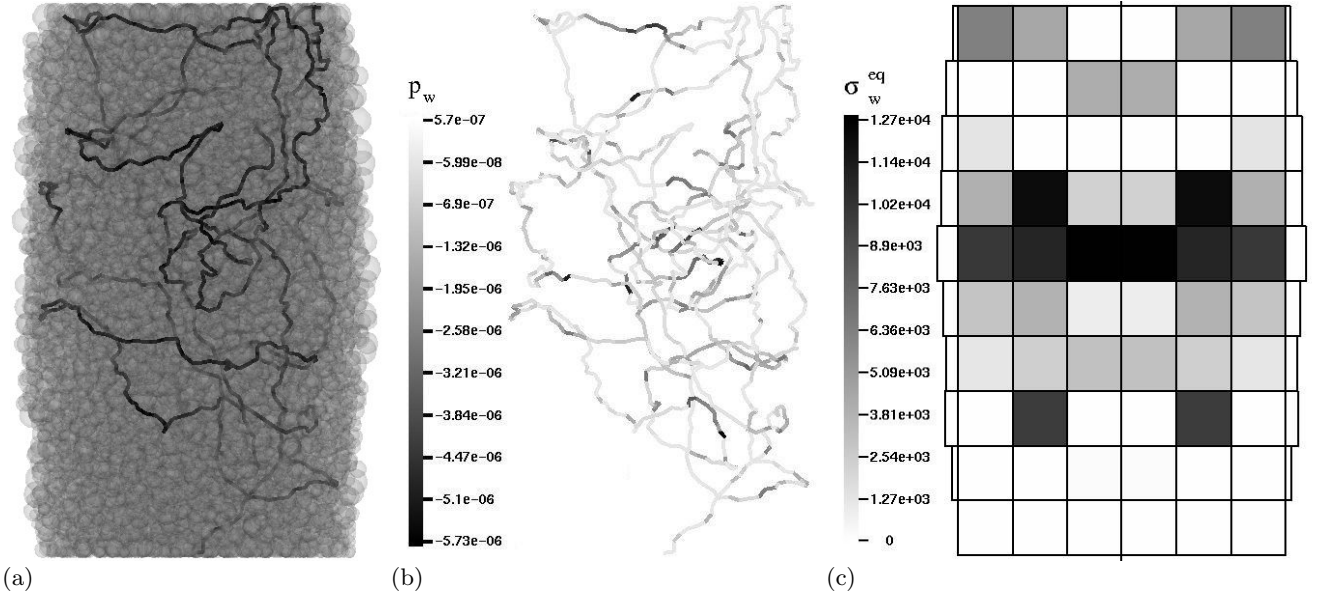 p_w
5.7e-07
-5.99e-08
-6.9e-07
-1.32e-06
-1.95e-06
-2.58e-06
-3.21e-06
-3.84e-06
-4.47e-06
-5.1e-06
-5.73e-06
σ_w^eq
1.27e+04
1.14e+04
1.02e+04
8.9e+03
7.63e+03
6.36e+03
5.09e+03
3.81e+03
2.54e+03
1.27e+03
0
(a)
(b)
(c)